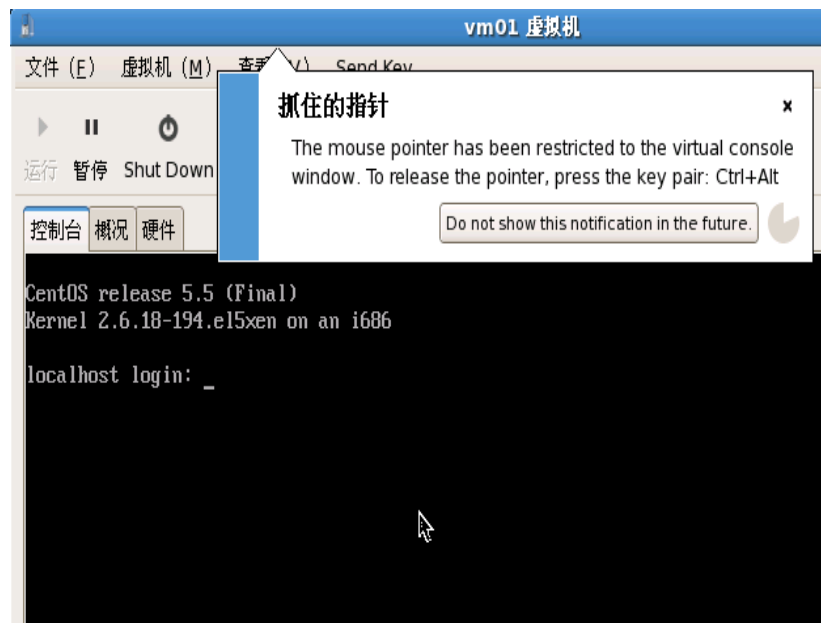 vm01 虚拟机
文件 (F) 虚拟机 (M) Send Key
抓住的指针
The mouse pointer has been restricted to the virtual console
window. To release the pointer, press the key pair: Ctrl+Alt
运行 暂停 Shut Down
Do not show this notification in the future.
控制台 概况 硬件
CentOS release 5.5 (Final)
Kernel 2.6.18-194.el5xen on an i686
localhost login: _